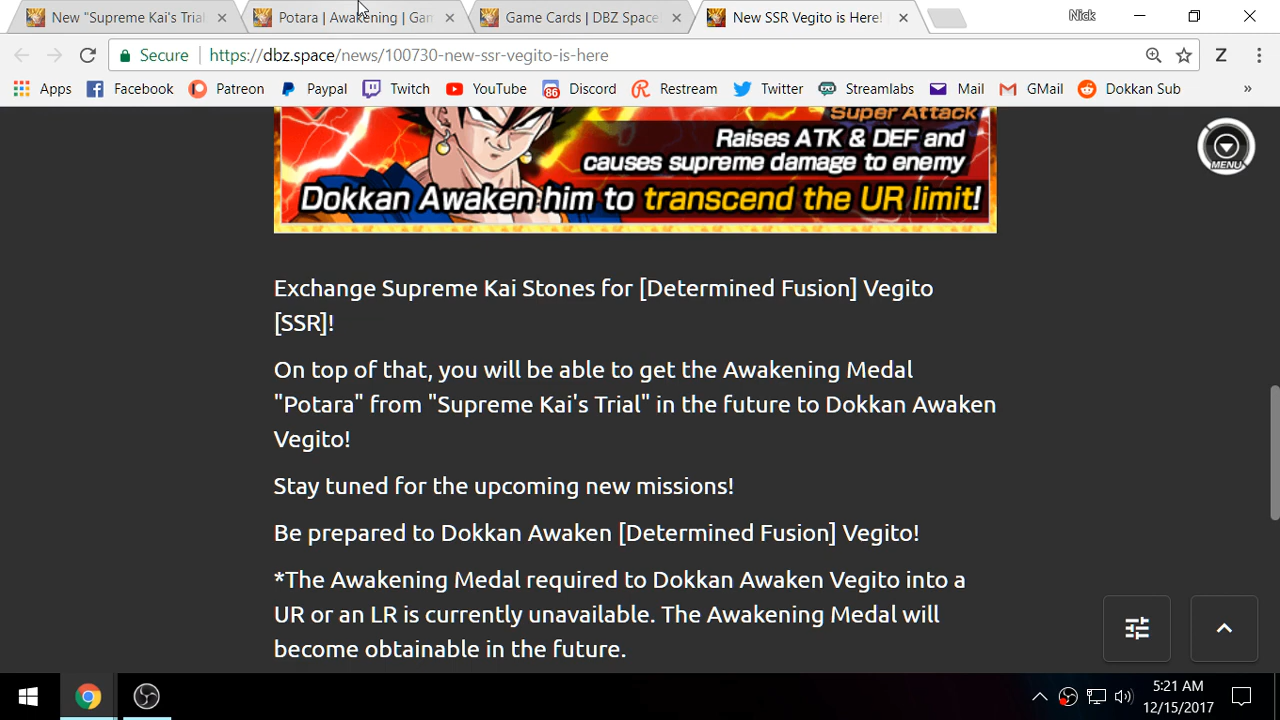 New "Supreme Kai's Trial
Potara | Awakening | Gam
Game Cards | DBZ Space
New SSR Vegito is Here!
Nick
Secure
https://dbz.space/news/100730-new-ssr-vegito-is-here
Z
Apps
Facebook
Patreon
Paypal
Twitch
YouTube
Discord
Restream
Twitter
Streamlabs
Mail
GMail
Dokkan Sub
»
Super Attack
Raises ATK & DEF and
causes supreme damage to enemy
Dokkan Awaken him to transcend the UR limit!
MENU
Exchange Supreme Kai Stones for [Determined Fusion] Vegito
[SSR]!
On top of that, you will be able to get the Awakening Medal
"Potara" from "Supreme Kai's Trial" in the future to Dokkan Awaken
Vegito!
Stay tuned for the upcoming new missions!
Be prepared to Dokkan Awaken [Determined Fusion] Vegito!
*The Awakening Medal required to Dokkan Awaken Vegito into a
UR or an LR is currently unavailable. The Awakening Medal will
become obtainable in the future.
5:21 AM
12/15/2017